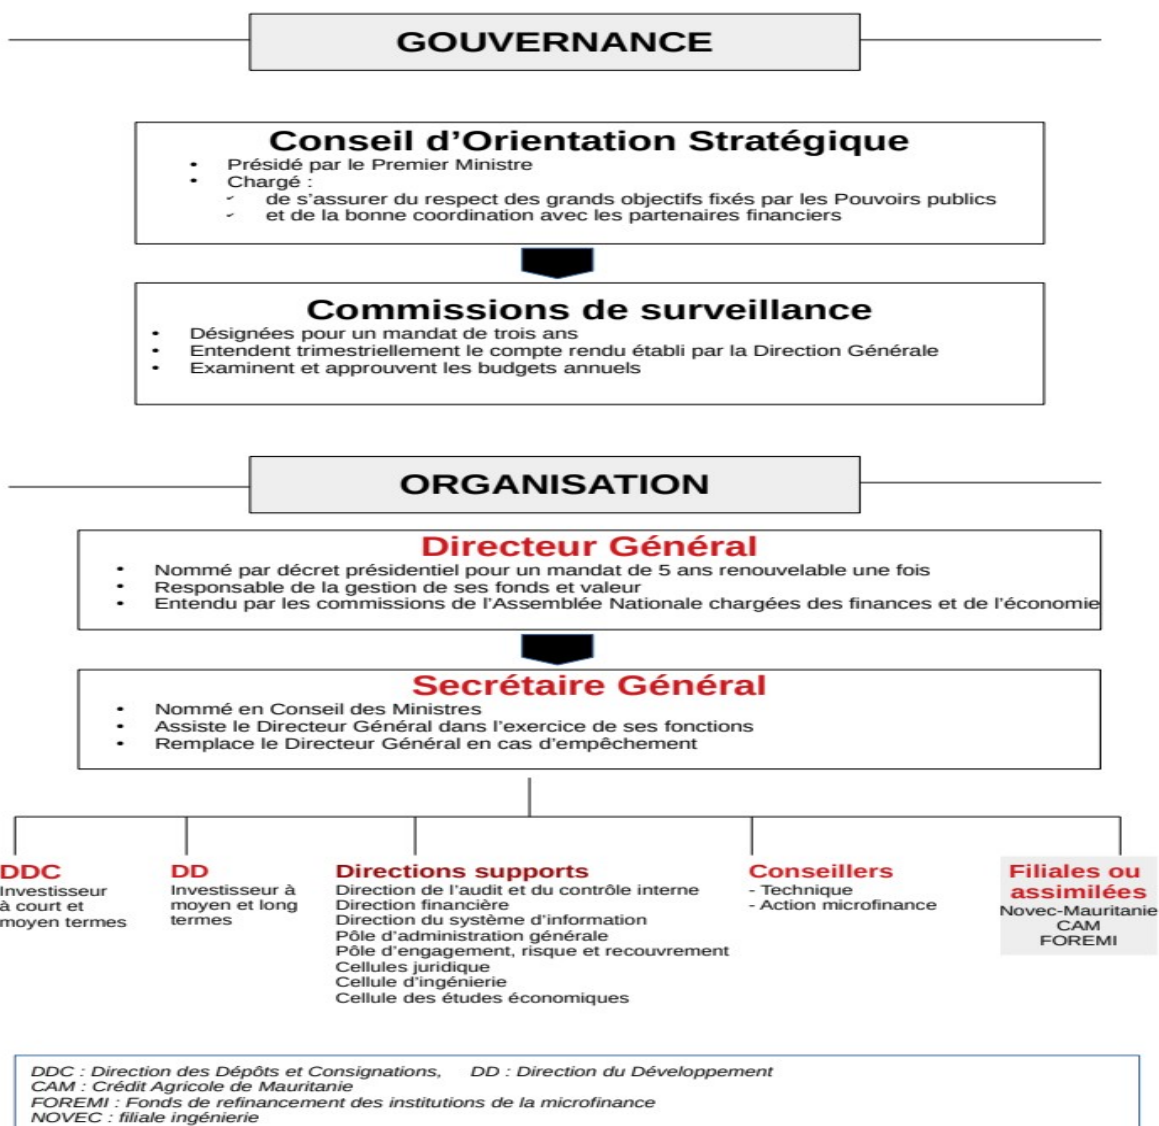 GOUVERNANCE
Conseil d’Orientation Stratégique
• Présidé par le Premier Ministre
• Chargé :
✓ de s’assurer du respect des grands objectifs fixés par les Pouvoirs publics
✓ et de la bonne coordination avec les partenaires financiers
Commissions de surveillance
• Désignées pour un mandat de trois ans
• Entendent trimestriellement le compte rendu établi par la Direction Générale
• Examinent et approuvent les budgets annuels
ORGANISATION
Directeur Général
• Nommé par décret présidentiel pour un mandat de 5 ans renouvelable une fois
• Responsable de la gestion de ses fonds et valeur
• Entendu par les commissions de l’Assemblée Nationale chargées des finances et de l’économie
Secrétaire Général
• Nommé en Conseil des Ministres
• Assiste le Directeur Général dans l’exercice de ses fonctions
• Remplace le Directeur Général en cas d’empêchement
DDC
Investisseur
à court et
moyen termes
DD
Investisseur à
moyen et long
termes
Directions supports
Direction de l’audit et du contrôle interne
Direction financière
Direction du système d’information
Pôle d’administration générale
Pôle d’engagement, risque et recouvrement
Cellules juridique
Cellule d’ingénierie
Cellule des études économiques
Conseillers
- Technique
- Action microfinance
Filiales ou
assimilées
Novec-Mauritanie
CAM
FOREMI
DDC : Direction des Dépôts et Consignations, DD : Direction du Développement
CAM : Crédit Agricole de Mauritanie
FOREMI : Fonds de refinancement des institutions de la microfinance
NOVEC : filiale ingénierie